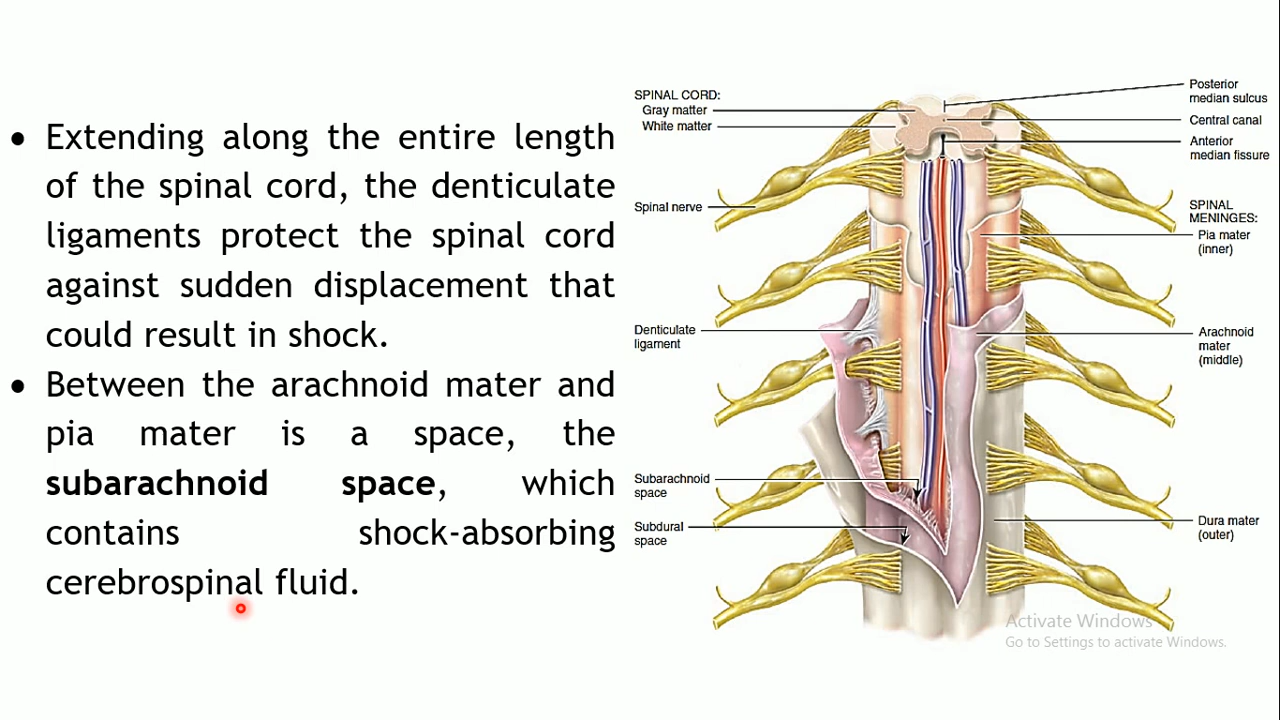 • Extending along the entire length
of the spinal cord, the denticulate
ligaments protect the spinal cord
against sudden displacement that
could result in shock.
• Between the arachnoid mater and
pia mater is a space, the
subarachnoid space, which
contains shock-absorbing
cerebrospinal fluid.
SPINAL CORD:
Gray matter
White matter
Spinal nerve
Denticulate
ligament
Subarachnoid
space
Subdural
space
Posterior
median sulcus
Central canal
Anterior
median fissure
SPINAL
MENINGES:
Pia mater
(inner)
Arachnoid
mater
(middle)
Dura mater
(outer)
Activate Windows
Go to Settings to activate Windows.